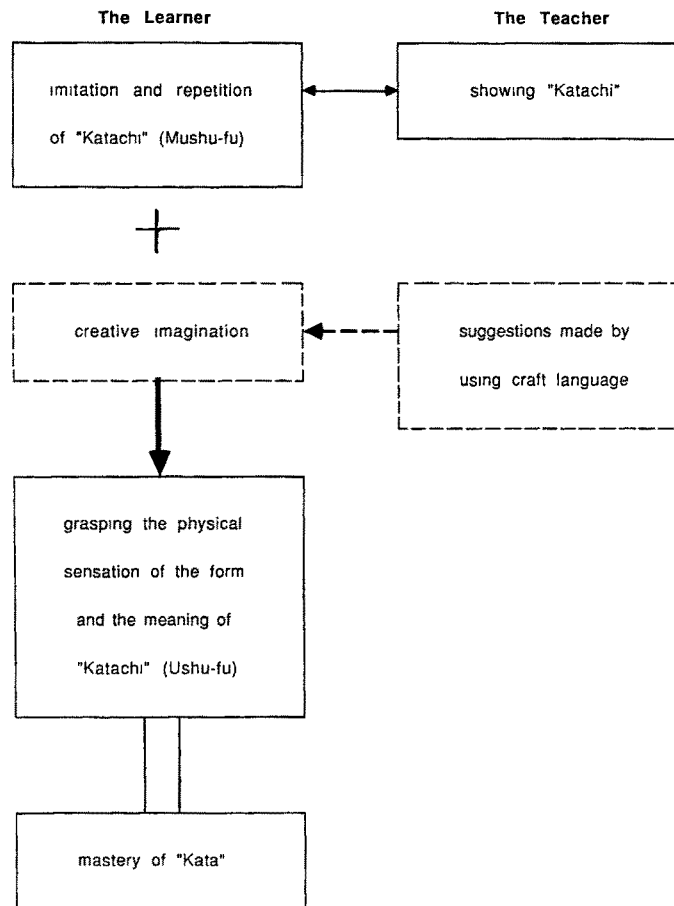 The Learner
The Teacher
imitation and repetition
of "Katachi" (Mushu-fu)
showing "Katachi"
creative imagination
suggestions made by
using craft language
grasping the physical
sensation of the form
and the meaning of
"Katachi" (Ushu-fu)
mastery of "Kata"